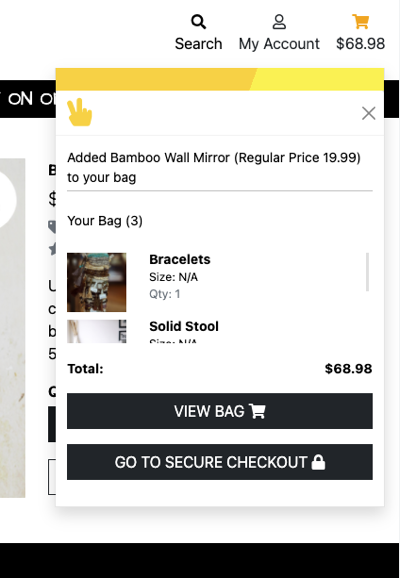 Search
My Account
$68.98
ON
Added Bamboo Wall Mirror (Regular Price 19.99)
to your bag
Your Bag (3)
Bracelets
Size: N/A
Qty: 1
Solid Stool
Size: N/A
Total:
$68.98
VIEW BAG
GO TO SECURE CHECKOUT